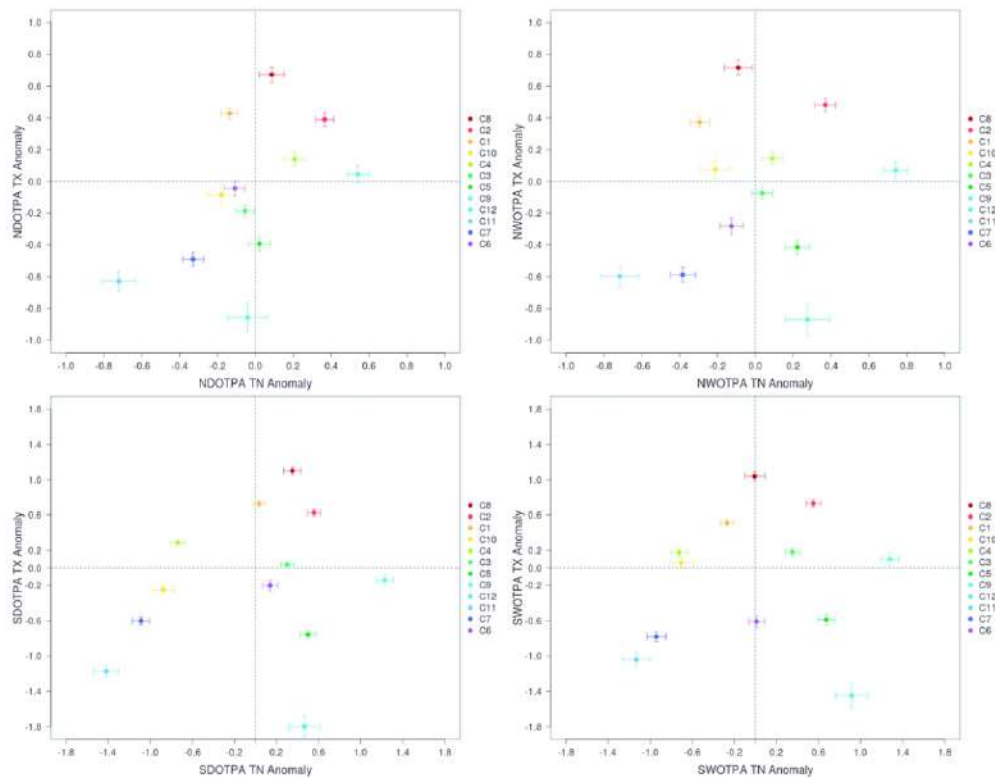 1.0
0.8
0.6
0.4
0.2
0.0
-0.2
-0.4
-0.6
-0.8
-1.0
NDOTPA TX Anomaly
-1.0 -0.8 -0.6 -0.4 -0.2 0.0 0.2 0.4 0.6 0.8 1.0
NDOTPA TN Anomaly
C8
C2
C1
C10
C4
C3
C5
C9
C12
C11
C7
C6
1.0
0.8
0.6
0.4
0.2
0.0
-0.2
-0.4
-0.6
-0.8
-1.0
NWOTPA TX Anomaly
-1.0 -0.8 -0.6 -0.4 -0.2 0.0 0.2 0.4 0.6 0.8 1.0
NWOTPA TN Anomaly
C8
C2
C1
C10
C4
C3
C5
C9
C12
C11
C7
C6
1.8
1.4
1.0
0.6
0.2
0.0
-0.2
-0.6
-1.0
-1.4
-1.8
SDOTPA TX Anomaly
-1.8 -1.4 -1.0 -0.6 -0.2 0.2 0.6 1.0 1.4 1.8
SDOTPA TN Anomaly
C8
C2
C1
C10
C4
C3
C5
C9
C12
C11
C7
C6
1.8
1.4
1.0
0.6
0.2
0.0
-0.2
-0.6
-1.0
-1.4
-1.8
SWOTPA TX Anomaly
-1.8 -1.4 -1.0 -0.6 -0.2 0.2 0.6 1.0 1.4 1.8
SWOTPA TN Anomaly
C8
C2
C1
C10
C4
C3
C5
C9
C12
C11
C7
C6